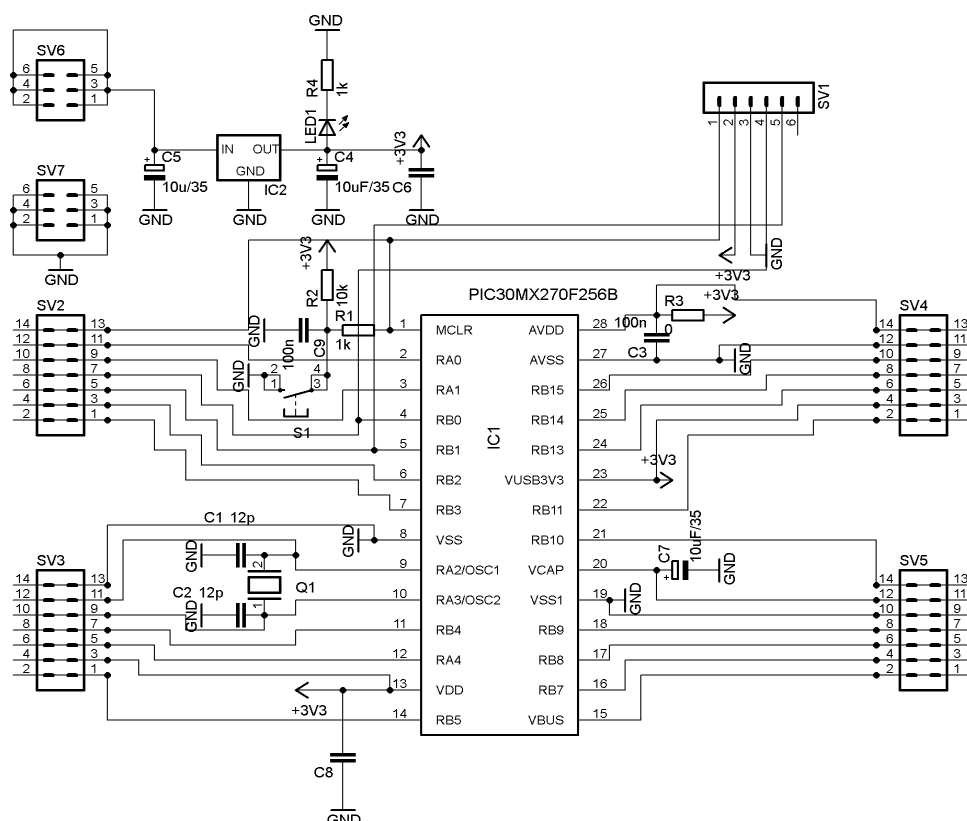 GND
SV6
6 5
4 3
2 1
R4
1k
LED1
SV1
1 2 3 4 5 6
IN OUT
GND
IC2
C5
10u/35
GND
GND
C4
10uF/35
GND
+3V3
C6
GND
SV7
6 5
4 3
2 1
GND
+3V3
GND
+3V3
R2
10k
PIC30MX270F256B
GND
100n
C9
R1
1k
GND
2 4
1 3
S1
100n
C3
R3
0
+3V3
GND
SV2
14 13
12 11
10 9
8 7
6 5
4 3
2 1
SV4
14 13
12 11
10 9
8 7
6 5
4 3
2 1
IC1
1 MCLR AVDD 28
2 RA0 AVSS 27
3 RA1 RB15 26
4 RB0 RB14 25
5 RB1 RB13 24
6 RB2 VUSB3V3 23
7 RB3 RB11 22
8 VSS RB10 21
9 RA2/OSC1 VCAP 20
10 RA3/OSC2 VSS1 19
11 RB4 RB9 18
12 RA4 RB8 17
13 VDD RB7 16
14 RB5 VBUS 15
+3V3
C1 12p
GND
GND
2
Q1
1
C2 12p
GND
C7
10uF/35
GND
GND
SV3
14 13
12 11
10 9
8 7
6 5
4 3
2 1
SV5
14 13
12 11
10 9
8 7
6 5
4 3
2 1
+3V3
C8
GND